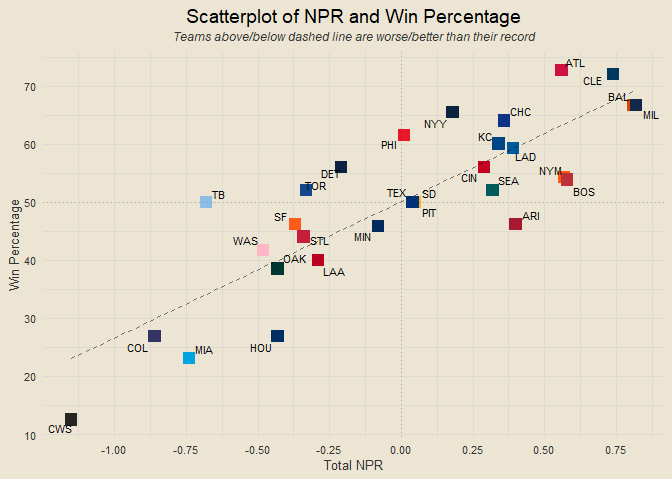 Scatterplot of NPR and Win Percentage
Teams above/below dashed line are worse/better than their record
Win Percentage
70
60
50
40
30
20
10
ATL
CLE
BAL
MIL
NYY
CHC
PHI
KC
LAD
DET
CIN
NYM
SEA
BOS
TOR
TB
TEX
SD
PIT
ARI
SF
MIN
WAS
STL
OAK
LAA
COL
MIA
HOU
CWS
-1.00
-0.75
-0.50
-0.25
0.00
0.25
0.50
0.75
Total NPR